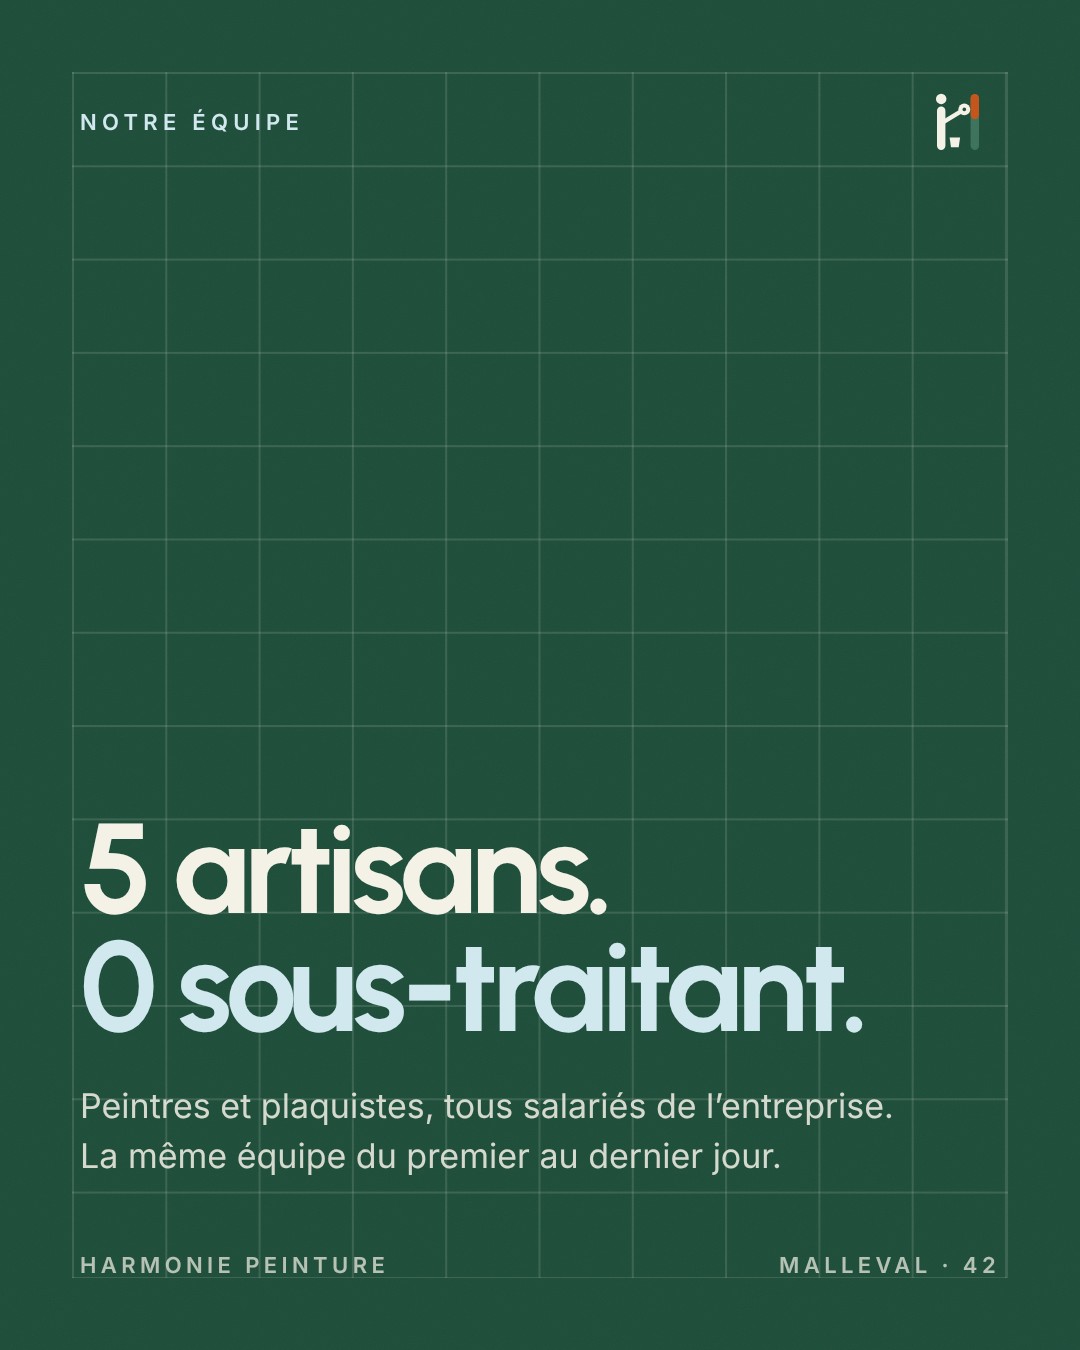 NOTRE ÉQUIPE
5 artisans.
0 sous-traitant.
Peintres et plaquistes, tous salariés de l’entreprise.
La même équipe du premier au dernier jour.
HARMONIE PEINTURE
MALLEVAL · 42